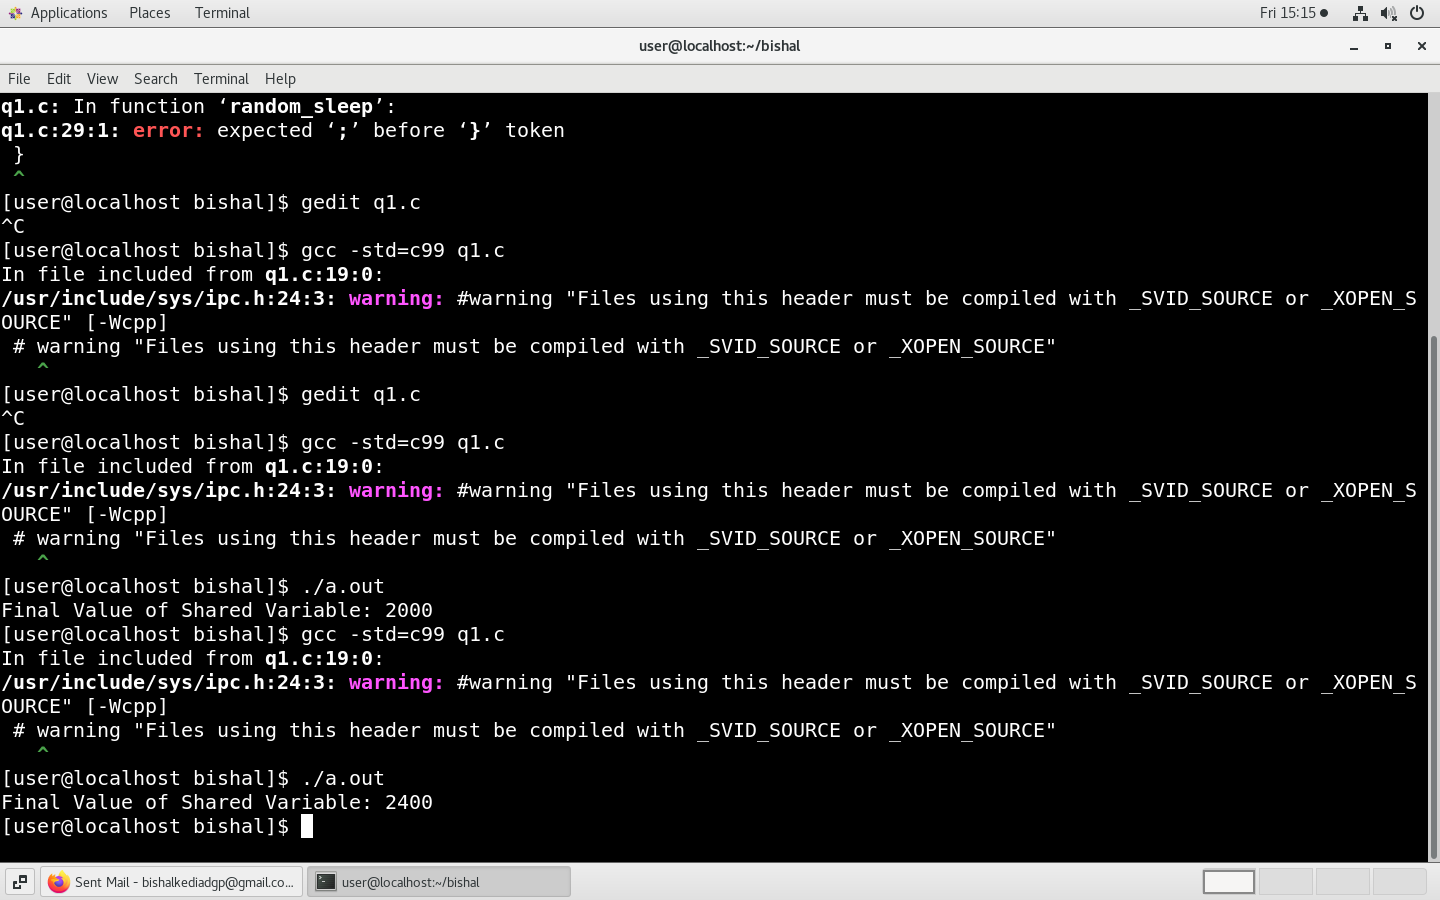 Applications Places Terminal Fri 15:15
user@localhost:~/bishal
File Edit View Search Terminal Help
q1.c: In function ‘random_sleep’:
q1.c:29:1: error: expected ‘;’ before ‘}’ token
 }
 ^
[user@localhost bishal]$ gedit q1.c
^C
[user@localhost bishal]$ gcc -std=c99 q1.c
In file included from q1.c:19:0:
/usr/include/sys/ipc.h:24:3: warning: #warning "Files using this header must be compiled with _SVID_SOURCE or _XOPEN_S
OURCE" [-Wcpp]
 # warning "Files using this header must be compiled with _SVID_SOURCE or _XOPEN_SOURCE"
   ^
[user@localhost bishal]$ gedit q1.c
^C
[user@localhost bishal]$ gcc -std=c99 q1.c
In file included from q1.c:19:0:
/usr/include/sys/ipc.h:24:3: warning: #warning "Files using this header must be compiled with _SVID_SOURCE or _XOPEN_S
OURCE" [-Wcpp]
 # warning "Files using this header must be compiled with _SVID_SOURCE or _XOPEN_SOURCE"
   ^
[user@localhost bishal]$ ./a.out
Final Value of Shared Variable: 2000
[user@localhost bishal]$ gcc -std=c99 q1.c
In file included from q1.c:19:0:
/usr/include/sys/ipc.h:24:3: warning: #warning "Files using this header must be compiled with _SVID_SOURCE or _XOPEN_S
OURCE" [-Wcpp]
 # warning "Files using this header must be compiled with _SVID_SOURCE or _XOPEN_SOURCE"
   ^
[user@localhost bishal]$ ./a.out
Final Value of Shared Variable: 2400
[user@localhost bishal]$
Sent Mail - bishalkediadgp@gmail.co... user@localhost:~/bishal